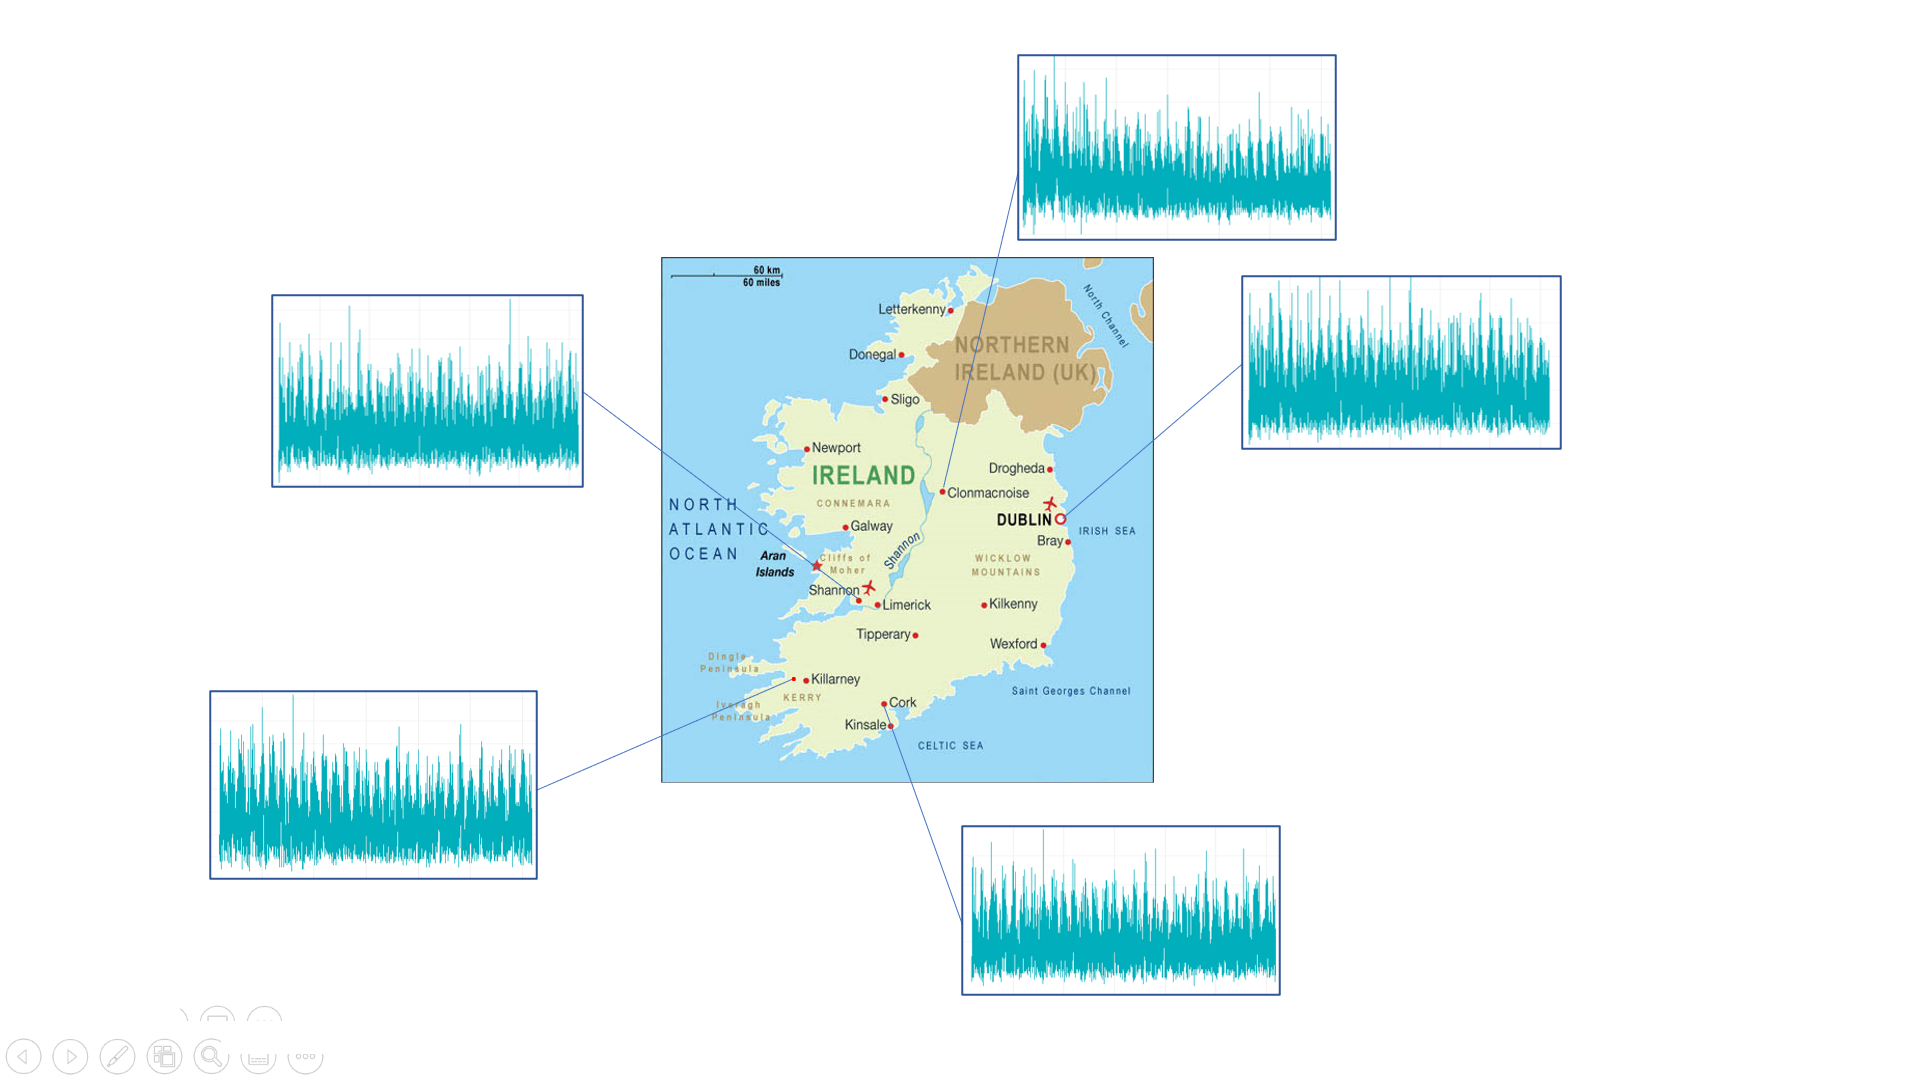 60 km
60 miles
Letterkenny
North Channel
NORTHERN
IRELAND (UK)
Donegal
Sligo
Newport
IRELAND
Drogheda
Clonmacnoise
CONNEMARA
NORTH
ATLANTIC
OCEAN
DUBLIN
Galway
IRISH SEA
Bray
Shannon
Aran
Islands
Cliffs of
Moher
WICKLOW
MOUNTAINS
Shannon
Limerick
Kilkenny
Tipperary
Wexford
Dingle
Peninsula
Killarney
KERRY
Saint Georges Channel
Iveragh
Peninsula
Cork
Kinsale
CELTIC SEA